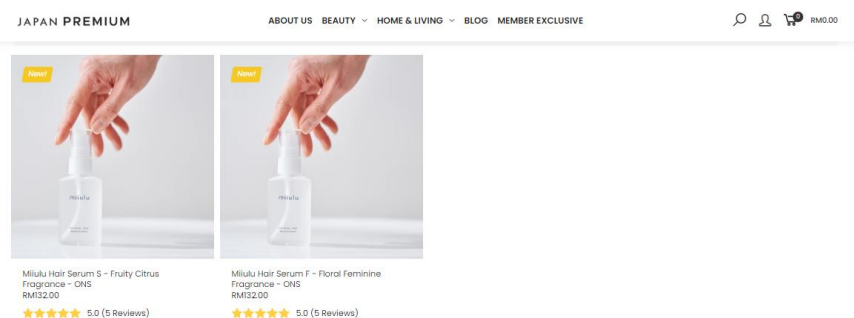 JAPAN PREMIUM
ABOUT US BEAUTY HOME & LIVING BLOG MEMBER EXCLUSIVE
0 RM0.00
New!
New!
miiulu
miiulu
Miiulu Hair Serum S - Fruity Citrus
Fragrance - ONS
RM132.00
5.0 (5 Reviews)
Miiulu Hair Serum F - Floral Feminine
Fragrance - ONS
RM132.00
5.0 (5 Reviews)